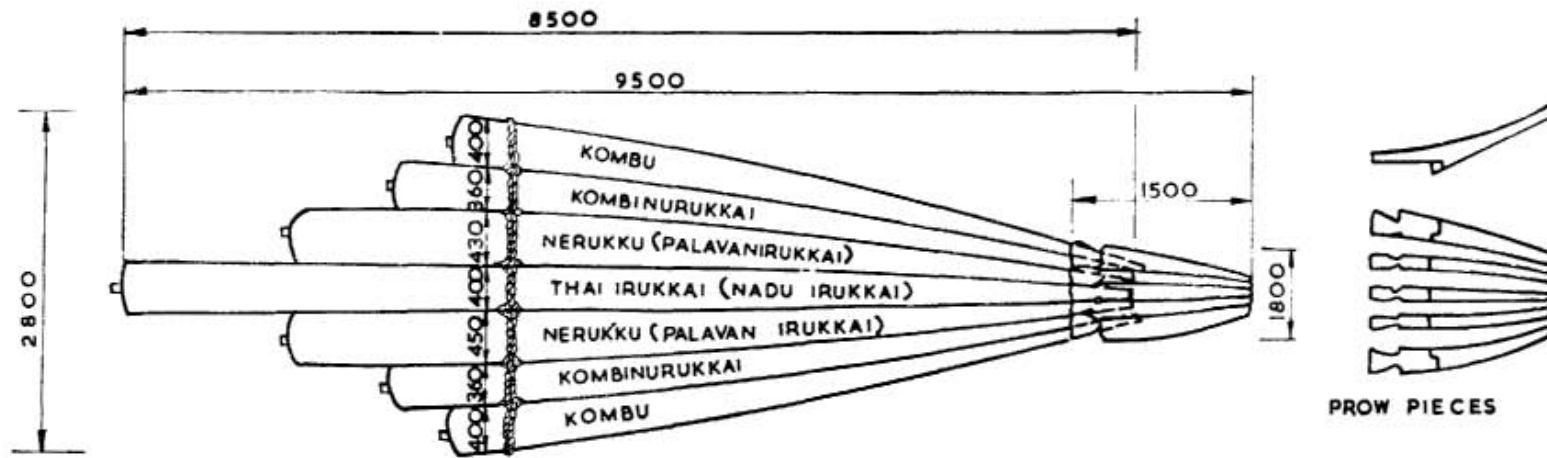 8500
9500
2800
400
KOMBU
360
KOMBINURUKKAI
1500
430
NERUKKU (PALAVANIRUKKAI)
400
THAI IRUKKAI (NADU IRUKKAI)
1800
450
NERUKKU (PALAVAN IRUKKAI)
360
KOMBINURUKKAI
400
KOMBU
PROW PIECES